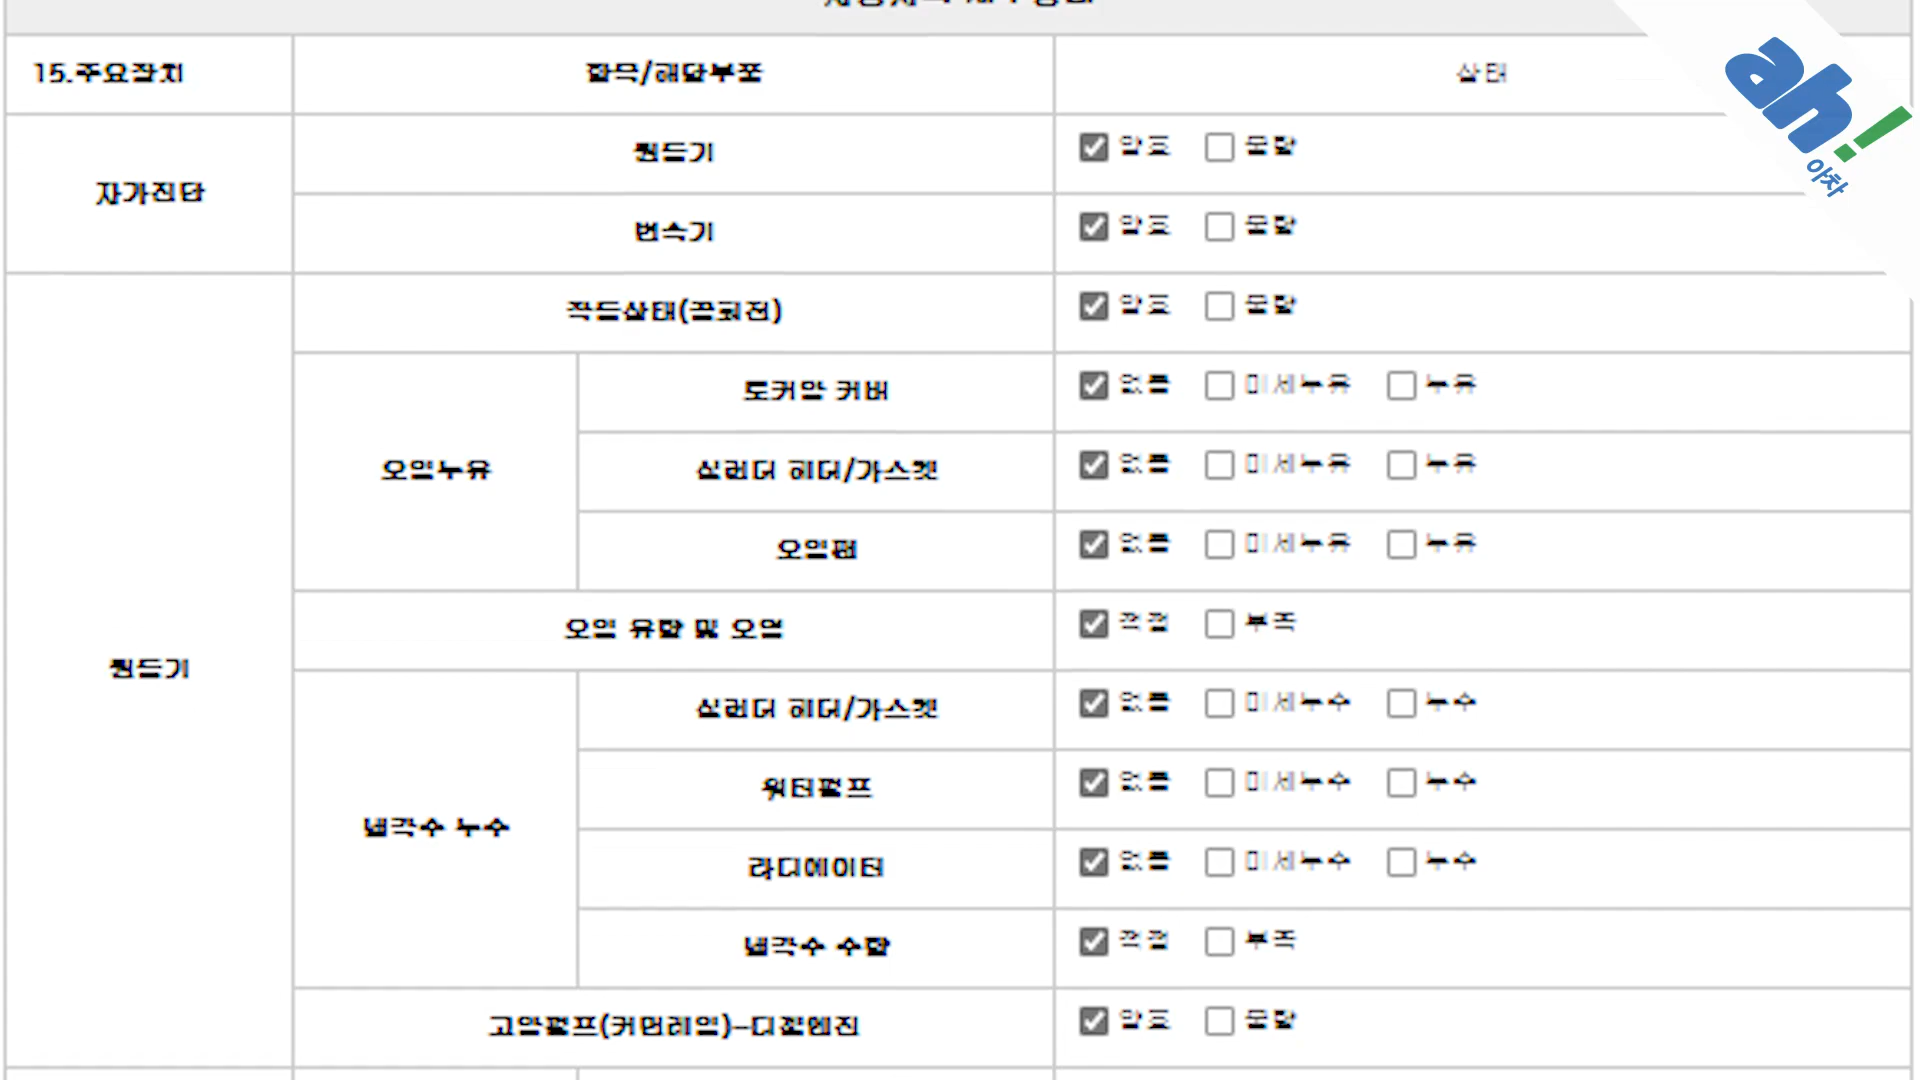 15.주요장치 항목/해당부품 상태
자가진단 원동기 양호 불량
변속기 양호 불량
원동기 작동상태(공회전) 양호 불량
오일누유 로커암 커버 없음 미세누유 누유
실린더 헤더/가스켓 없음 미세누유 누유
오일팬 없음 미세누유 누유
오일 유량 및 오염 적정 부족
냉각수 누수 실린더 헤더/가스켓 없음 미세누수 누수
워터펌프 없음 미세누수 누수
라디에이터 없음 미세누수 누수
냉각수 수량 적정 부족
고압펌프(커먼레일)-디젤엔진 양호 불량
ah!
아차